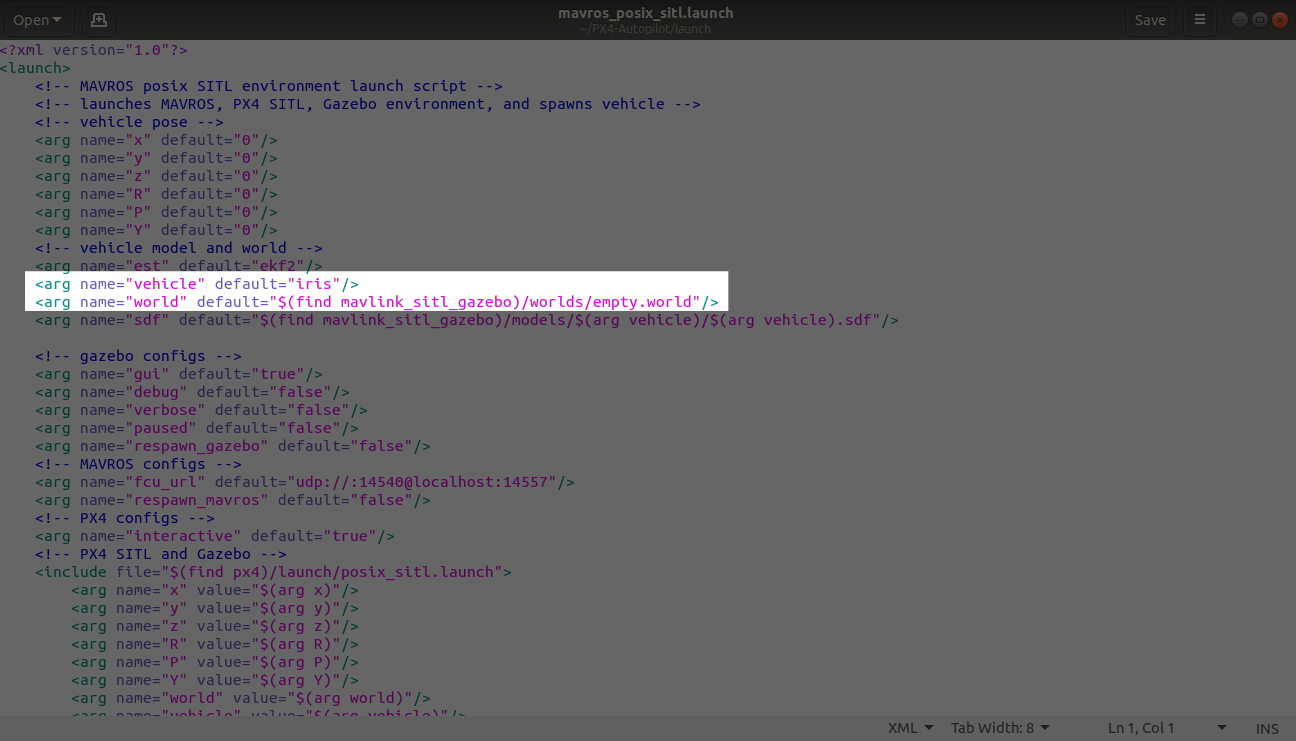 Open
mavros_posix_sitl.launch
~/PX4-Autopilot/launch
Save
<?xml version="1.0"?>
<launch>
    <!-- MAVROS posix SITL environment launch script -->
    <!-- launches MAVROS, PX4 SITL, Gazebo environment, and spawns vehicle -->
    <!-- vehicle pose -->
    <arg name="x" default="0"/>
    <arg name="y" default="0"/>
    <arg name="z" default="0"/>
    <arg name="R" default="0"/>
    <arg name="P" default="0"/>
    <arg name="Y" default="0"/>
    <!-- vehicle model and world -->
    <arg name="est" default="ekf2"/>
    <arg name="vehicle" default="iris"/>
    <arg name="world" default="$(find mavlink_sitl_gazebo)/worlds/empty.world"/>
    <arg name="sdf" default="$(find mavlink_sitl_gazebo)/models/$(arg vehicle)/$(arg vehicle).sdf"/>
    <!-- gazebo configs -->
    <arg name="gui" default="true"/>
    <arg name="debug" default="false"/>
    <arg name="verbose" default="false"/>
    <arg name="paused" default="false"/>
    <arg name="respawn_gazebo" default="false"/>
    <!-- MAVROS configs -->
    <arg name="fcu_url" default="udp://:14540@localhost:14557"/>
    <arg name="respawn_mavros" default="false"/>
    <!-- PX4 configs -->
    <arg name="interactive" default="true"/>
    <!-- PX4 SITL and Gazebo -->
    <include file="$(find px4)/launch/posix_sitl.launch">
        <arg name="x" value="$(arg x)"/>
        <arg name="y" value="$(arg y)"/>
        <arg name="z" value="$(arg z)"/>
        <arg name="R" value="$(arg R)"/>
        <arg name="P" value="$(arg P)"/>
        <arg name="Y" value="$(arg Y)"/>
        <arg name="world" value="$(arg world)"/>
        <arg name="vehicle" value="$(arg vehicle)"/>
XML Tab Width: 8 Ln 1, Col 1 INS